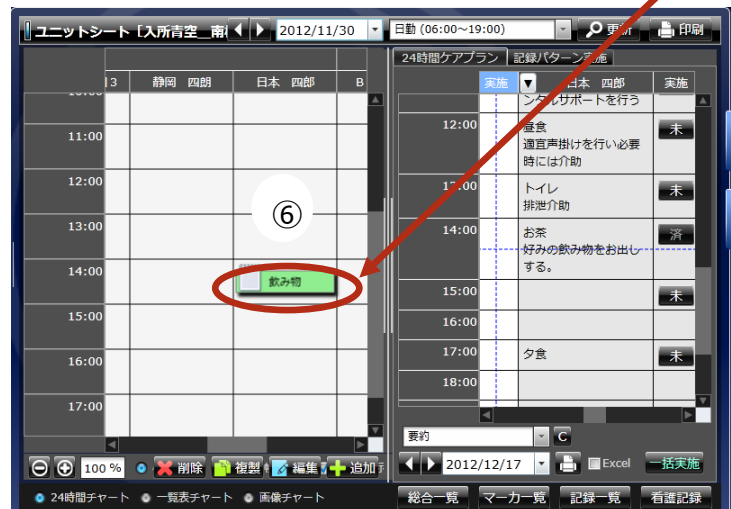 ユニットシート【入所青空_南
2012/11/30
日勤 (06:00～19:00)
更新
印刷
24時間ケアプラン
記録パターン実施
3
静岡 四朗
日本 四郎
B
実施
日本 四郎
実施
ンタルサポートを行う
11:00
12:00
13:00
14:00
15:00
16:00
17:00
⑥
飲み物
12:00
昼食
適宜声掛けを行い必要
時には介助
未
トイレ
排泄介助
未
14:00
お茶
好みの飲み物をお出し
する。
済
15:00
未
16:00
17:00
夕食
未
18:00
要約
C
100 %
削除
複製
編集
追加
2012/12/17
Excel
一括実施
24時間チャート
一覧表チャート
画像チャート
総合一覧
マーカ一覧
記録一覧
看護記録